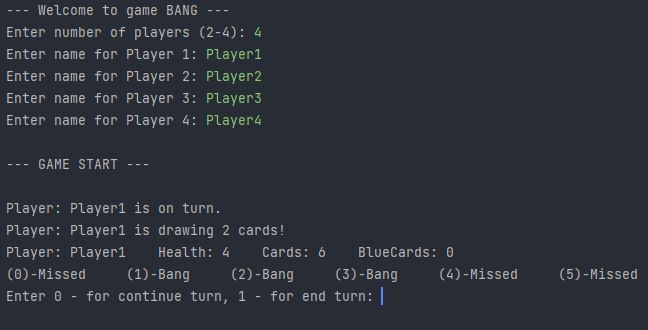 --- Welcome to game BANG ---
Enter number of players (2-4): 4
Enter name for Player 1: Player1
Enter name for Player 2: Player2
Enter name for Player 3: Player3
Enter name for Player 4: Player4
--- GAME START ---
Player: Player1 is on turn.
Player: Player1 is drawing 2 cards!
Player: Player1    Health: 4    Cards: 6    BlueCards: 0
(0)-Missed     (1)-Bang     (2)-Bang     (3)-Bang     (4)-Missed     (5)-Missed
Enter 0 - for continue turn, 1 - for end turn: